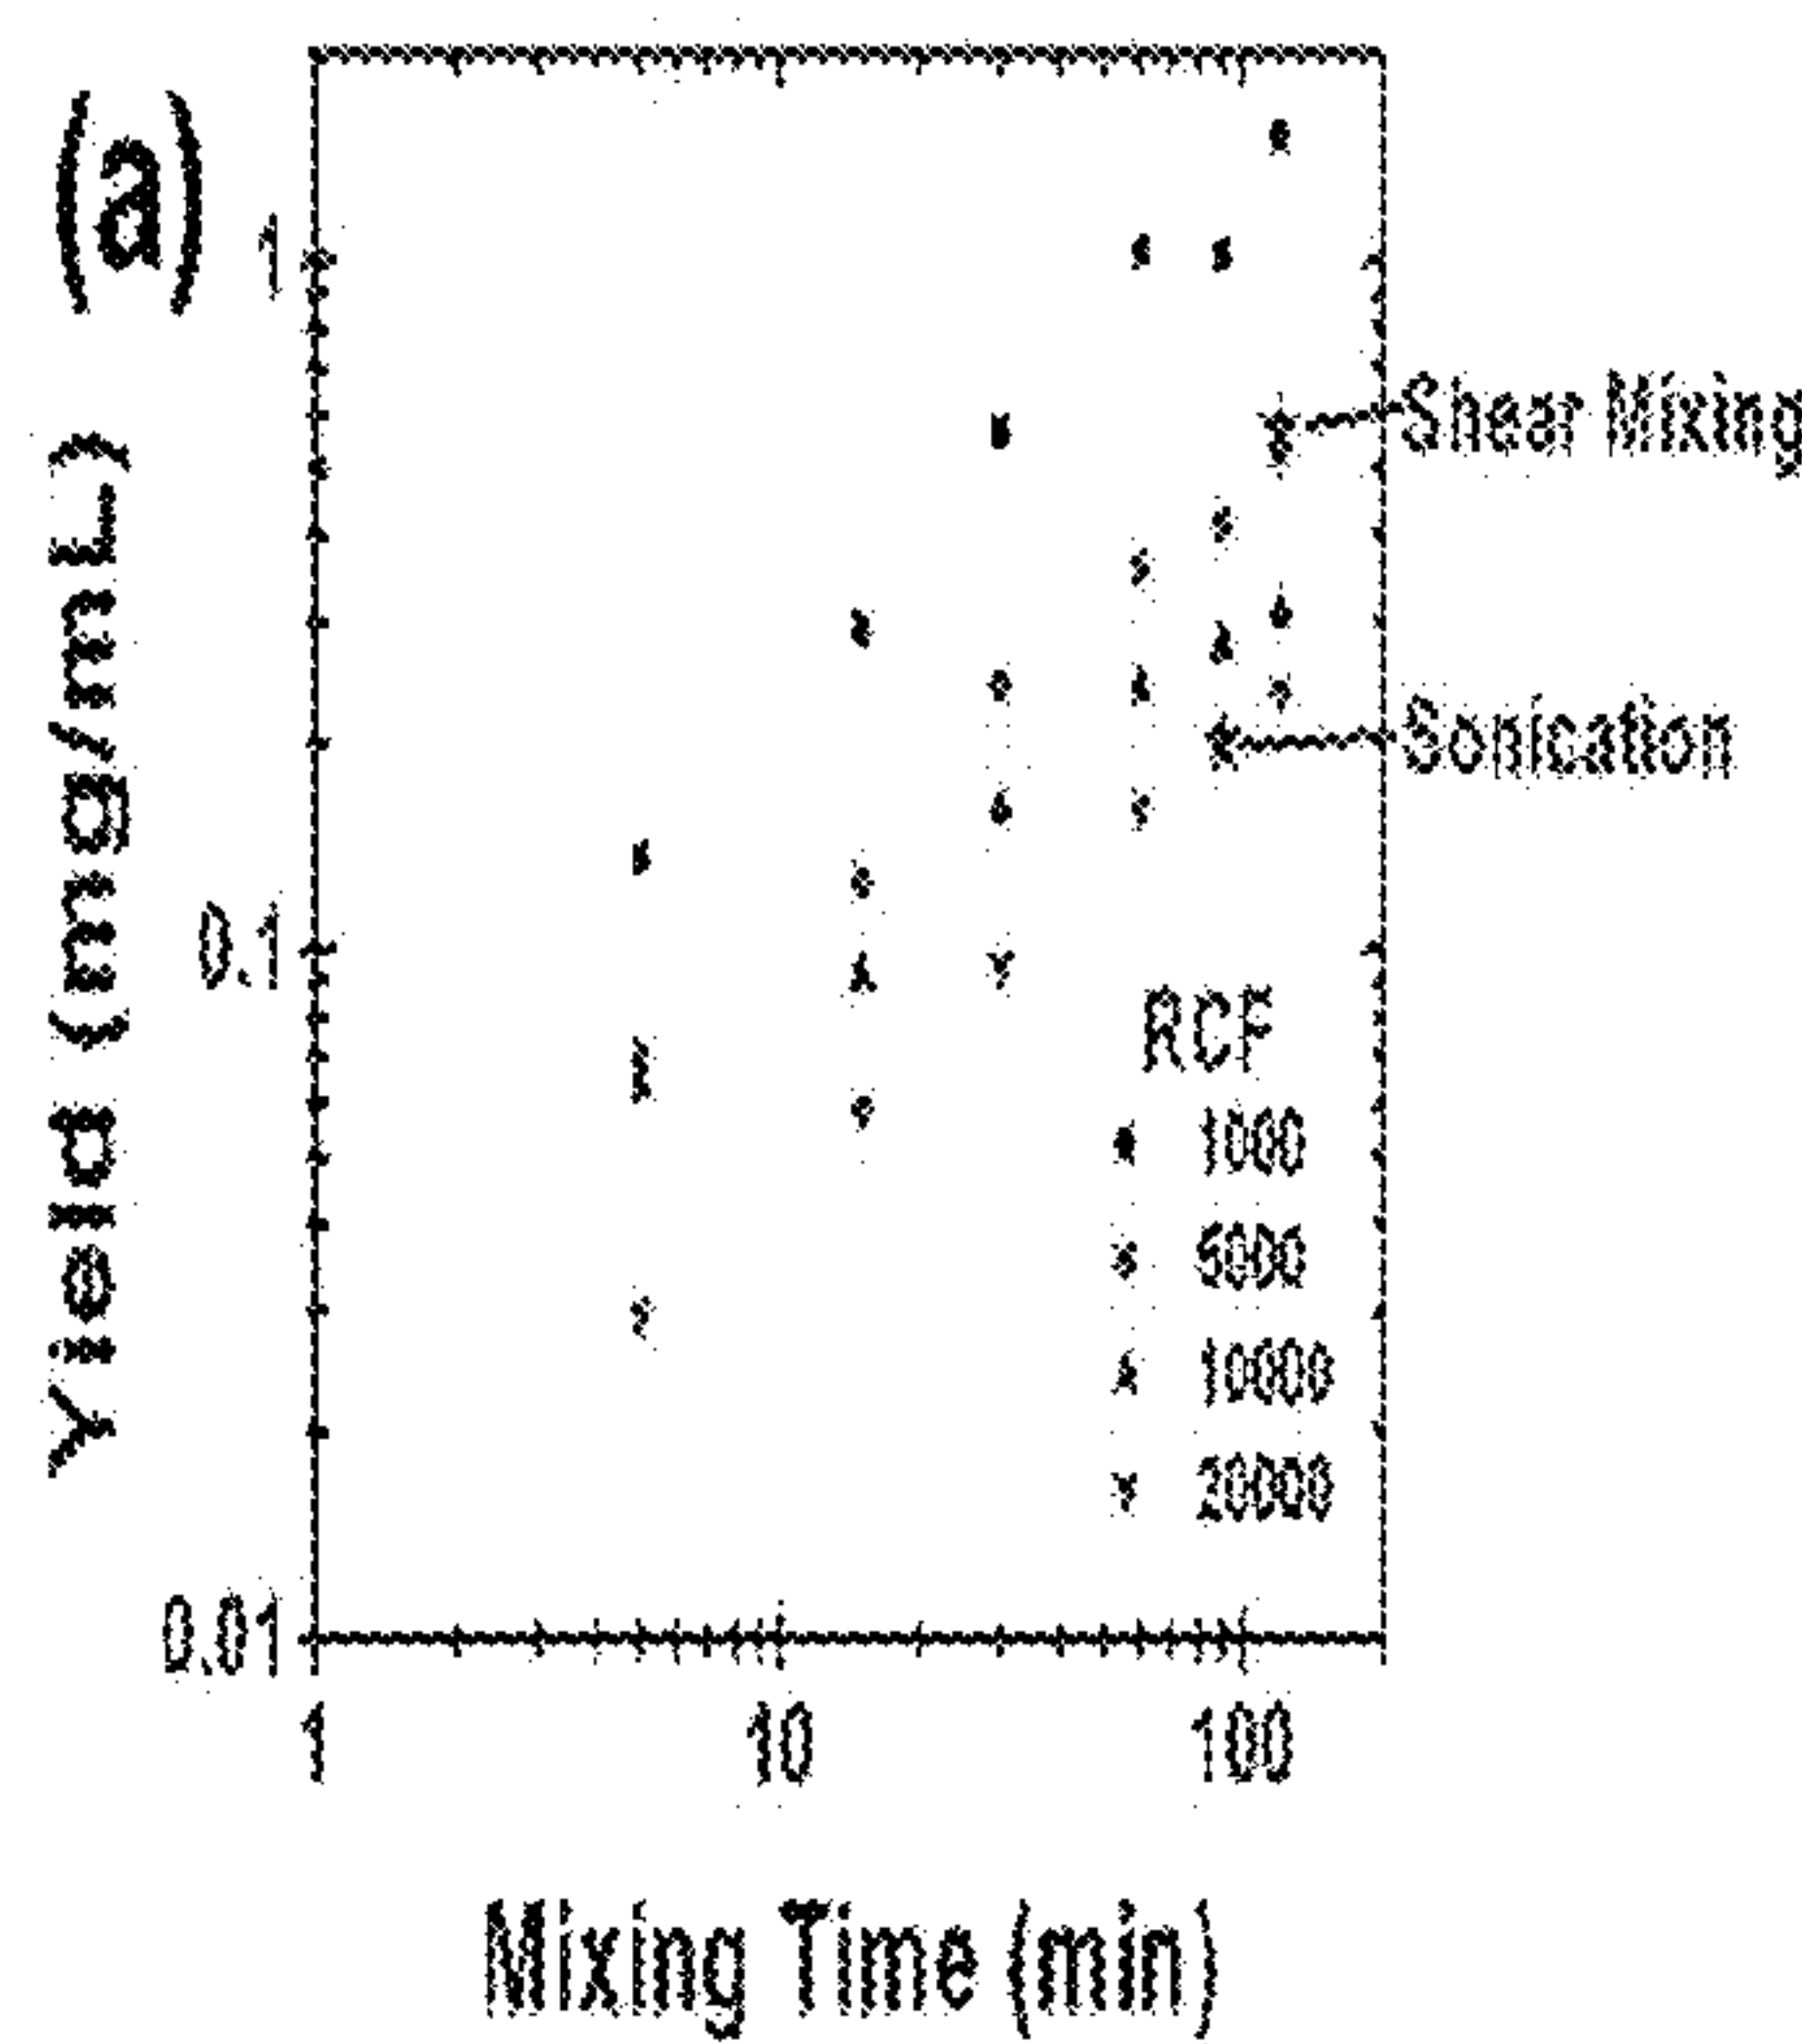 (a)
Yield (mg/mL)
1
0.1
0.01
Shear Mixing
Sonication
RCF
1000
5000
10000
20000
1
10
100
Mixing Time (min)